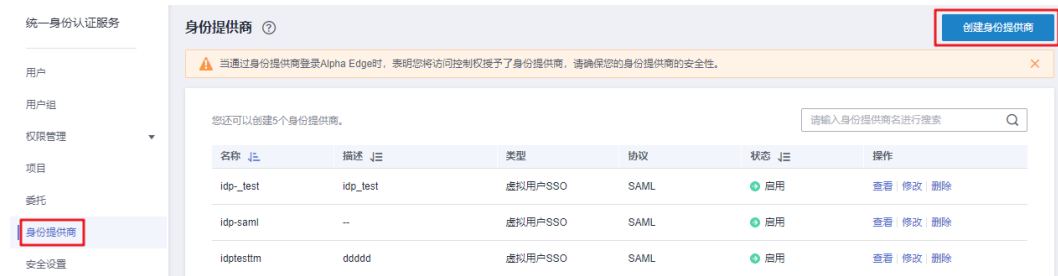 统一身份认证服务
用户
用户组
权限管理
项目
委托
身份提供商
安全设置
身份提供商
创建身份提供商
当通过身份提供商登录Alpha Edge时，表明您将访问控制权授予了身份提供商，请确保您的身份提供商的安全性。
您还可以创建5个身份提供商。
请输入身份提供商名进行搜索
名称 描述 类型 协议 状态 操作
idp-_test idp_test 虚拟用户SSO SAML 启用 查看 修改 删除
idp-saml -- 虚拟用户SSO SAML 启用 查看 修改 删除
idptesttm ddddd 虚拟用户SSO SAML 启用 查看 修改 删除